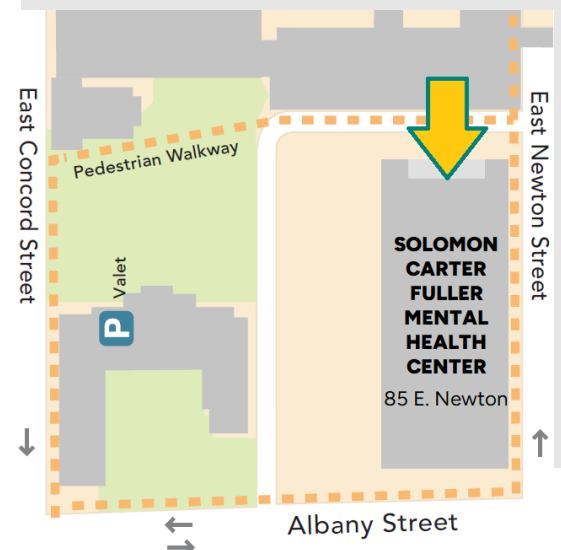 East Concord Street
East Newton Street
Pedestrian Walkway
SOLOMON
CARTER
FULLER
MENTAL
HEALTH
CENTER
85 E. Newton
Valet
P
Albany Street